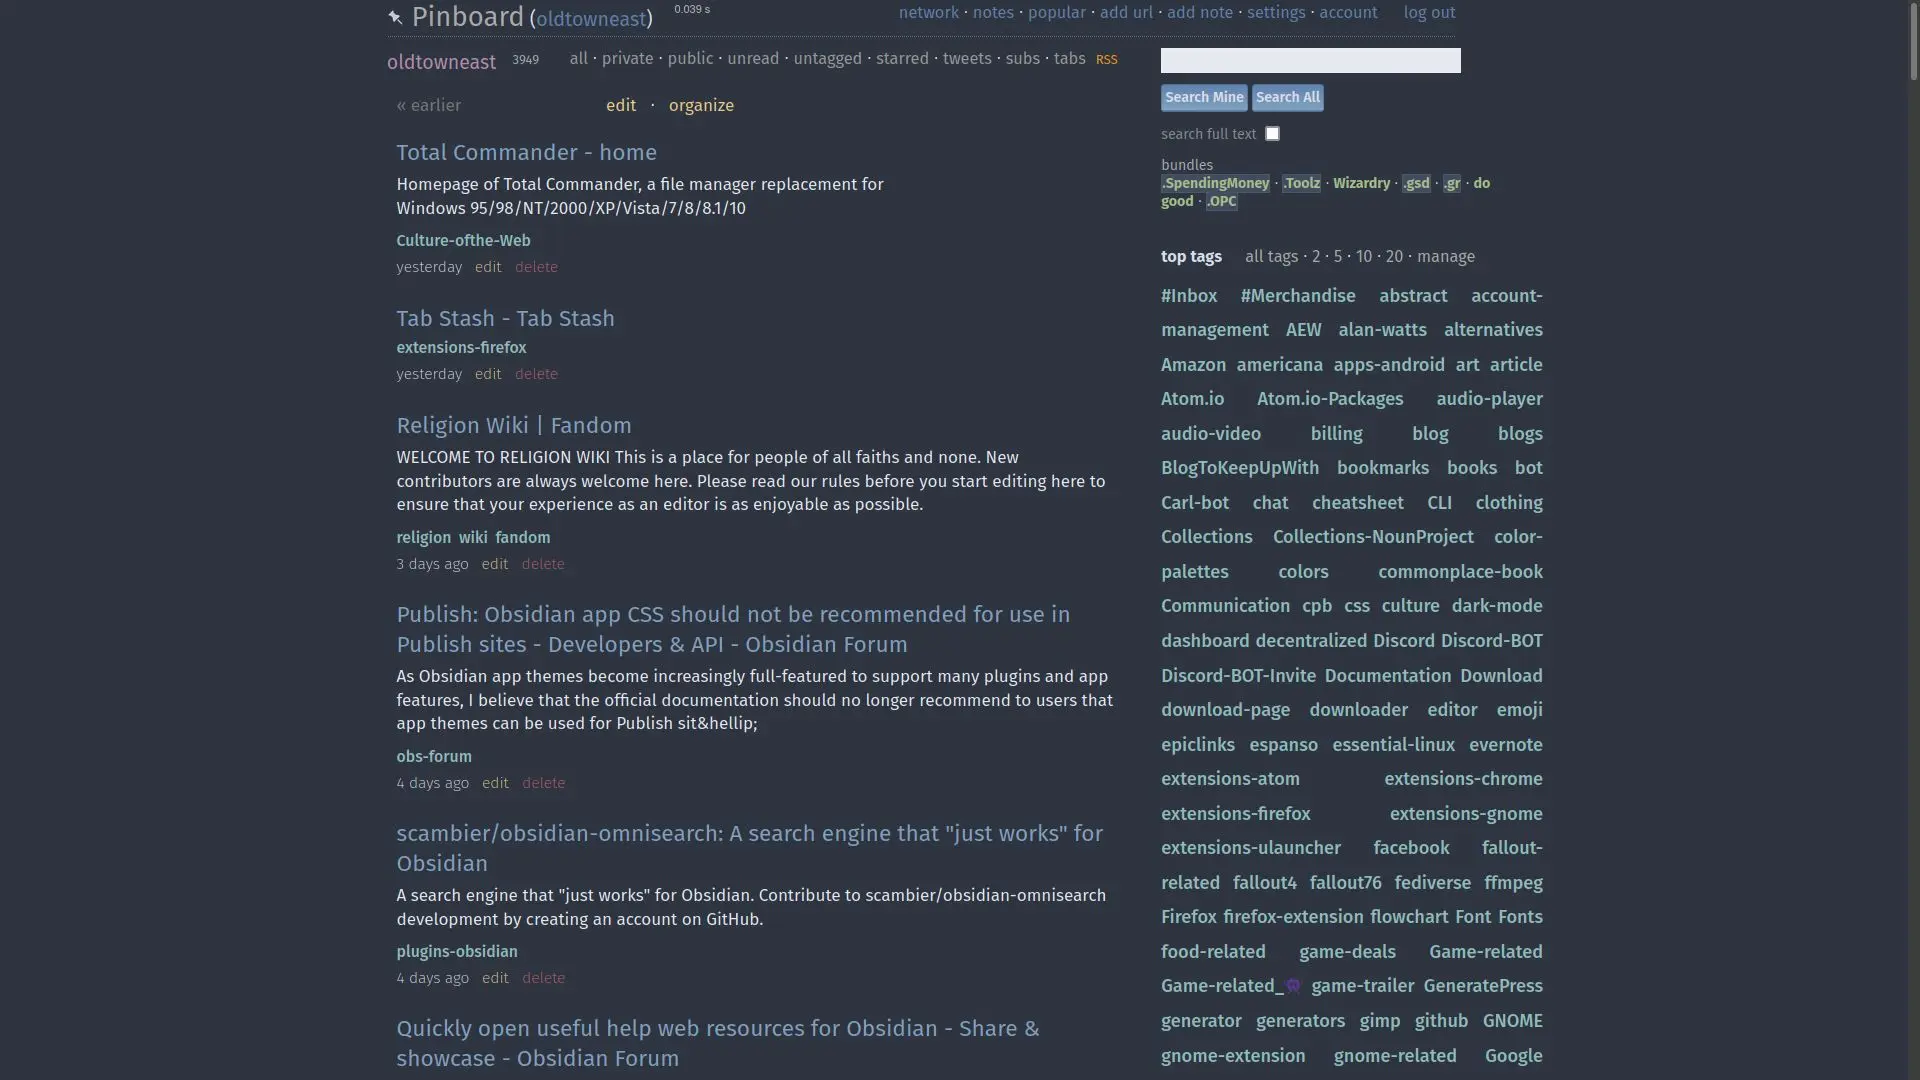 Pinboard (oldtowneast) 0.039 s network · notes · popular · add url · add note · settings · account log out
oldtowneast 3949 all · private · public · unread · untagged · starred · tweets · subs · tabs RSS
« earlier edit · organize
Total Commander - home
Homepage of Total Commander, a file manager replacement for
Windows 95/98/NT/2000/XP/Vista/7/8/8.1/10
Culture-ofthe-Web
yesterday edit delete
Tab Stash - Tab Stash
extensions-firefox
yesterday edit delete
Religion Wiki | Fandom
WELCOME TO RELIGION WIKI This is a place for people of all faiths and none. New
contributors are always welcome here. Please read our rules before you start editing here to
ensure that your experience as an editor is as enjoyable as possible.
religion wiki fandom
3 days ago edit delete
Publish: Obsidian app CSS should not be recommended for use in
Publish sites - Developers & API - Obsidian Forum
As Obsidian app themes become increasingly full-featured to support many plugins and app
features, I believe that the official documentation should no longer recommend to users that
app themes can be used for Publish sit&hellip;
obs-forum
4 days ago edit delete
scambier/obsidian-omnisearch: A search engine that "just works" for
Obsidian
A search engine that "just works" for Obsidian. Contribute to scambier/obsidian-omnisearch
development by creating an account on GitHub.
plugins-obsidian
4 days ago edit delete
Quickly open useful help web resources for Obsidian - Share &
showcase - Obsidian Forum
Search Mine Search All
search full text
bundles
.SpendingMoney · .Toolz · Wizardry · .gsd · .gr · do
good · .OPC
top tags all tags · 2 · 5 · 10 · 20 · manage
#Inbox #Merchandise abstract account-
management AEW alan-watts alternatives
Amazon americana apps-android art article
Atom.io Atom.io-Packages audio-player
audio-video billing blog blogs
BlogToKeepUpWith bookmarks books bot
Carl-bot chat cheatsheet CLI clothing
Collections Collections-NounProject color-
palettes colors commonplace-book
Communication cpb css culture dark-mode
dashboard decentralized Discord Discord-BOT
Discord-BOT-Invite Documentation Download
download-page downloader editor emoji
epiclinks espanso essential-linux evernote
extensions-atom extensions-chrome
extensions-firefox extensions-gnome
extensions-ulauncher facebook fallout-
related fallout4 fallout76 fediverse ffmpeg
Firefox firefox-extension flowchart Font Fonts
food-related game-deals Game-related
Game-related_👾 game-trailer GeneratePress
generator generators gimp github GNOME
gnome-extension gnome-related Google